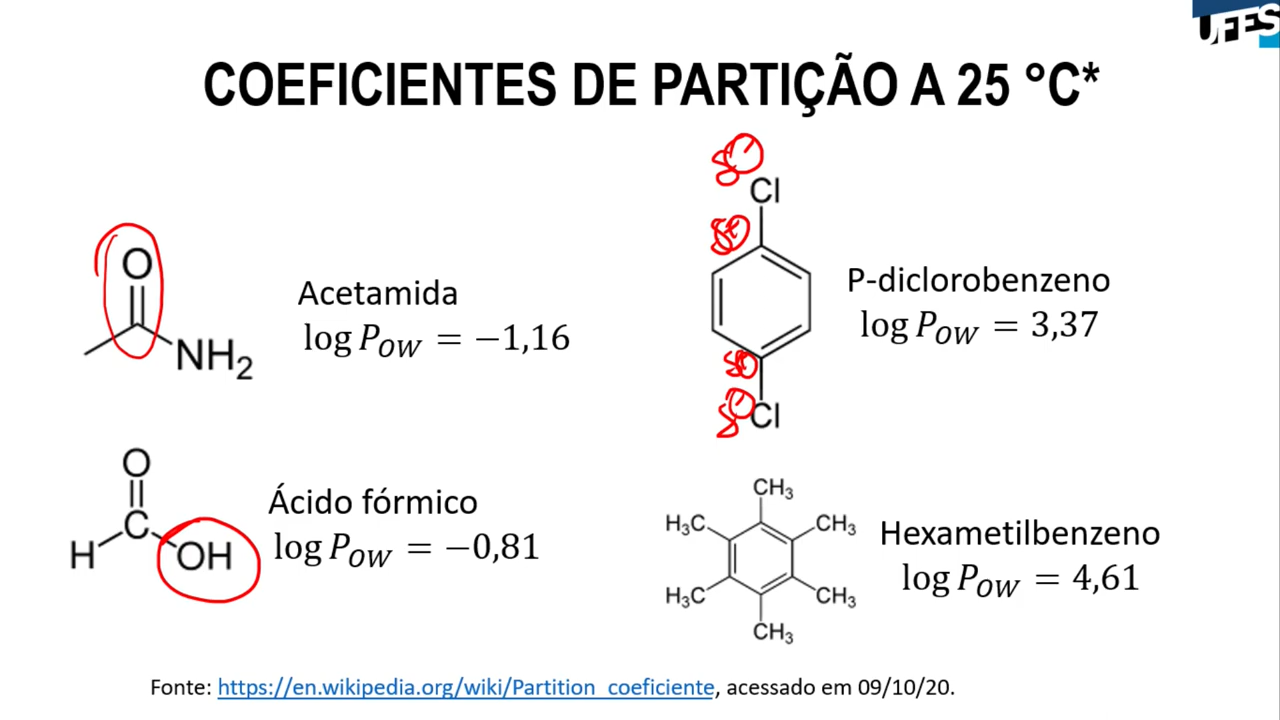 UFES
COEFICIENTES DE PARTIÇÃO A 25 °C*
O
NH₂
Acetamida
log P_OW = −1,16
δ−
Cl
δ+
δ+
δ−
Cl
P-diclorobenzeno
log P_OW = 3,37
O
H C OH
Ácido fórmico
log P_OW = −0,81
CH₃
H₃C CH₃
H₃C CH₃
CH₃
Hexametilbenzeno
log P_OW = 4,61
Fonte: https://en.wikipedia.org/wiki/Partition_coeficiente, acessado em 09/10/20.